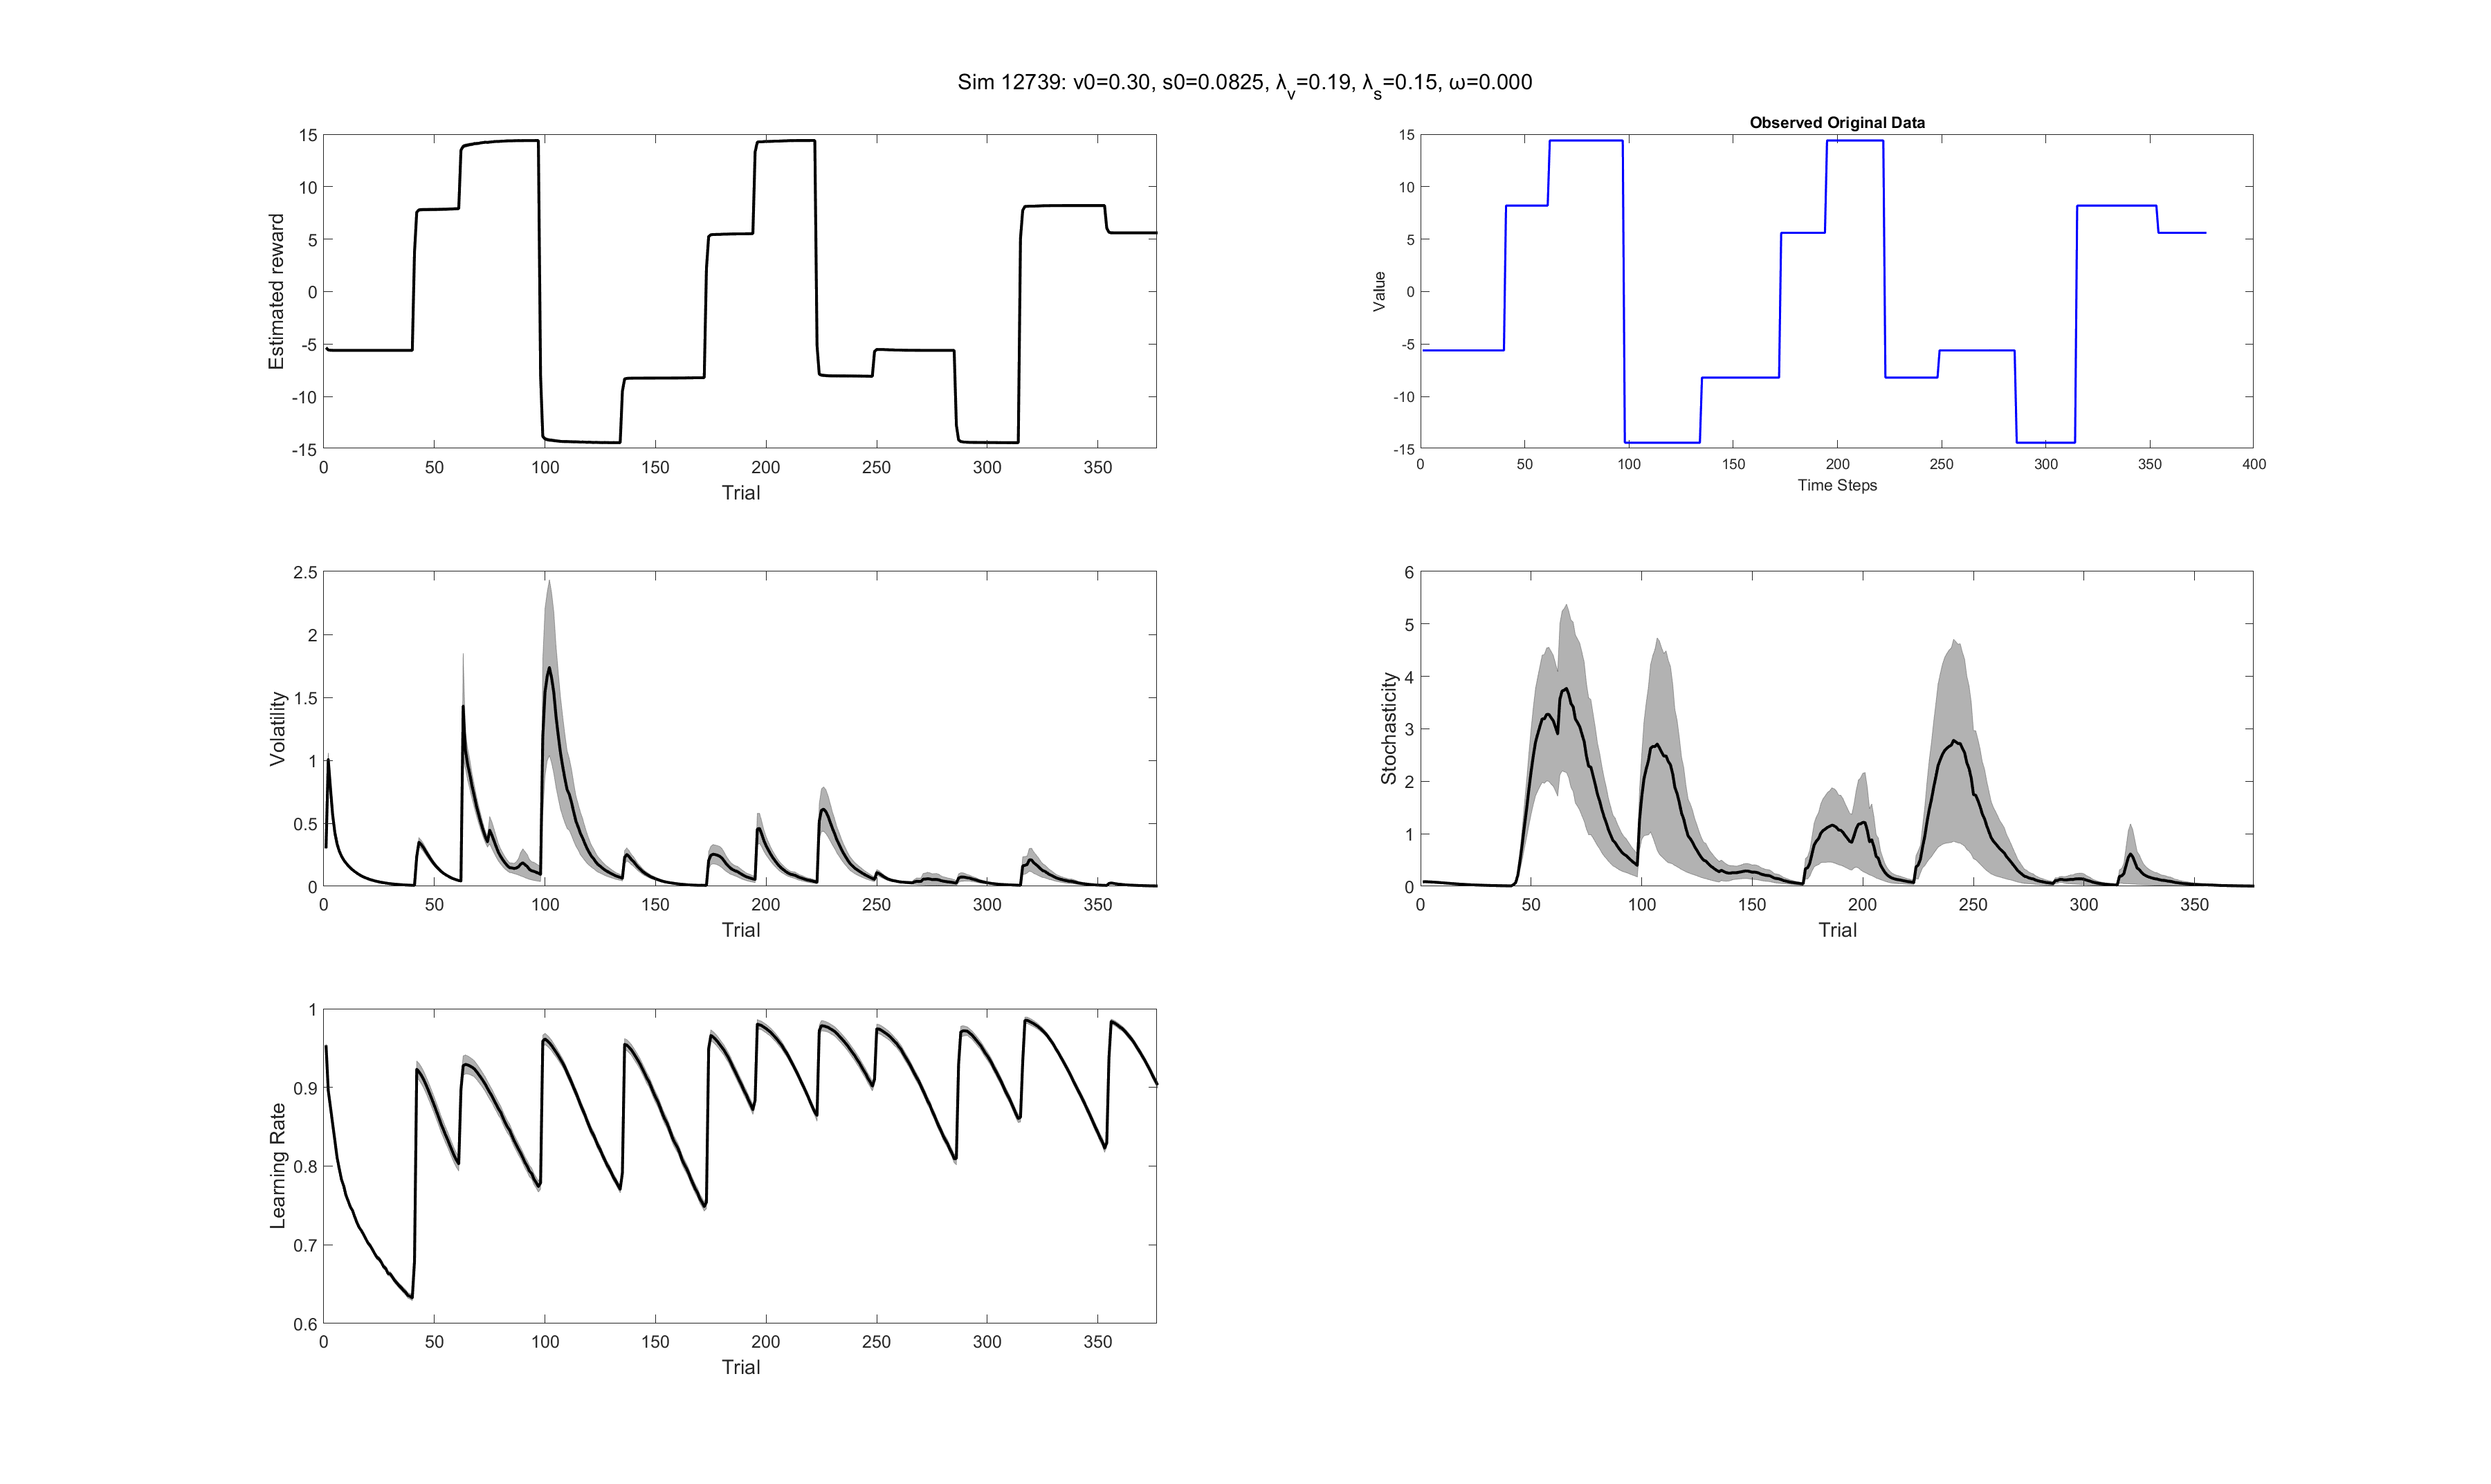 Sim 12739: v0=0.30, s0=0.0825, λv=0.19, λs=0.15, ω=0.000
15
10
5
0
-5
-10
-15
0 50 100 150 200 250 300 350
Estimated reward
Trial
Observed Original Data
15
10
5
0
-5
-10
-15
0 50 100 150 200 250 300 350 400
Value
Time Steps
2.5
2
1.5
1
0.5
0
0 50 100 150 200 250 300 350
Volatility
Trial
6
5
4
3
2
1
0
0 50 100 150 200 250 300 350
Stochasticity
Trial
1
0.9
0.8
0.7
0.6
0 50 100 150 200 250 300 350
Learning Rate
Trial